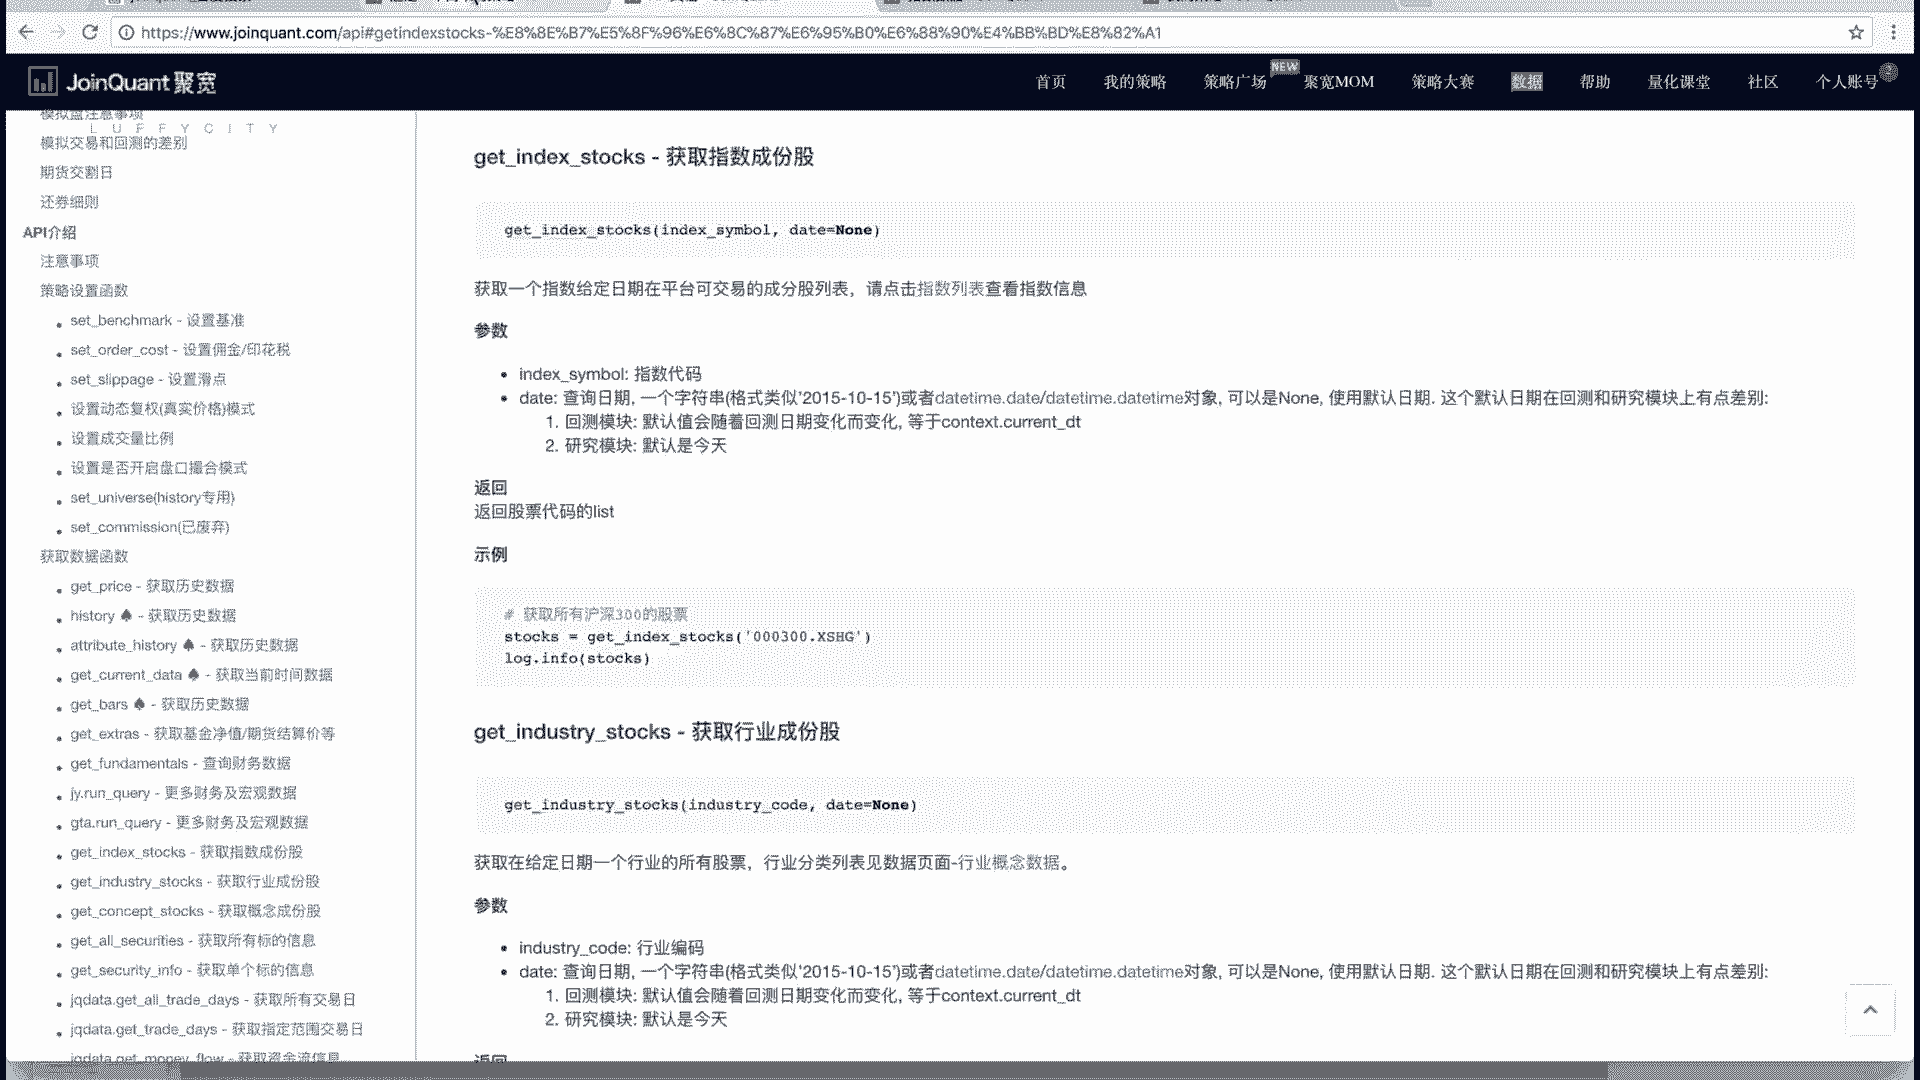 https://www.joinquant.com/api#getindexstocks-%E8%8E%B7%E5%8F%96%E6%8C%87%E6%95%B0%E6%88%90%E4%BB%BD%E8%82%A1
JoinQuant 聚宽
首页 我的策略 策略广场 NEW 聚宽MOM 策略大赛 数据 帮助 量化课堂 社区 个人账号
模拟盘注意事项
LUFFYCITY
模拟交易和回测的差别
期货交割日
还券细则
API介绍
注意事项
策略设置函数
set_benchmark - 设置基准
set_order_cost - 设置佣金/印花税
set_slippage - 设置滑点
设置动态复权(真实价格)模式
设置成交量比例
设置是否开启盘口撮合模式
set_universe(history专用)
set_commission(已废弃)
获取数据函数
get_price - 获取历史数据
history ♠ - 获取历史数据
attribute_history ♠ - 获取历史数据
get_current_data ♠ - 获取当前时间数据
get_bars ♠ - 获取历史数据
get_extras - 获取基金净值/期货结算价等
get_fundamentals - 查询财务数据
jy.run_query - 更多财务及宏观数据
gta.run_query - 更多财务及宏观数据
get_index_stocks - 获取指数成份股
get_industry_stocks - 获取行业成份股
get_concept_stocks - 获取概念成份股
get_all_securities - 获取所有标的信息
get_security_info - 获取单个标的信息
jqdata.get_all_trade_days - 获取所有交易日
jqdata.get_trade_days - 获取指定范围交易日
jqdata.get_money_flow - 获取资金流信息
get_index_stocks - 获取指数成份股
get_index_stocks(index_symbol, date=None)
获取一个指数给定日期在平台可交易的成分股列表，请点击指数列表查看指数信息
参数
• index_symbol: 指数代码
• date: 查询日期, 一个字符串(格式类似'2015-10-15')或者datetime.date/datetime.datetime对象, 可以是None, 使用默认日期. 这个默认日期在回测和研究模块上有点差别:
1. 回测模块: 默认值会随着回测日期变化而变化, 等于context.current_dt
2. 研究模块: 默认是今天
返回
返回股票代码的list
示例
# 获取所有沪深300的股票
stocks = get_index_stocks('000300.XSHG')
log.info(stocks)
get_industry_stocks - 获取行业成份股
get_industry_stocks(industry_code, date=None)
获取在给定日期一个行业的所有股票，行业分类列表见数据页面-行业概念数据。
参数
• industry_code: 行业编码
• date: 查询日期, 一个字符串(格式类似'2015-10-15')或者datetime.date/datetime.datetime对象, 可以是None, 使用默认日期. 这个默认日期在回测和研究模块上有点差别:
1. 回测模块: 默认值会随着回测日期变化而变化, 等于context.current_dt
2. 研究模块: 默认是今天
返回